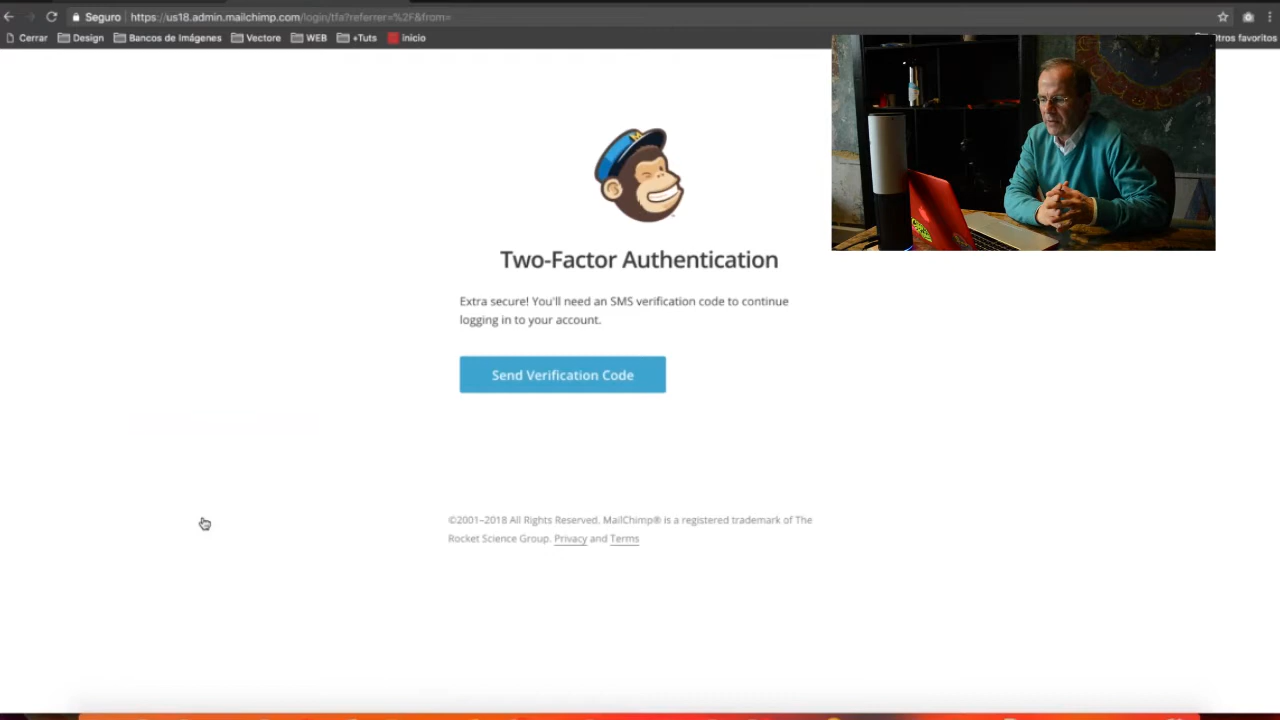 Seguro https://us18.admin.mailchimp.com/login/tfa?referrer=%2F&from=
Cerrar Design Bancos de Imágenes Vectore WEB +Tuts Inicio Otros favoritos
Two-Factor Authentication
Extra secure! You'll need an SMS verification code to continue
logging in to your account.
Send Verification Code
©2001–2018 All Rights Reserved. MailChimp® is a registered trademark of The
Rocket Science Group. Privacy and Terms